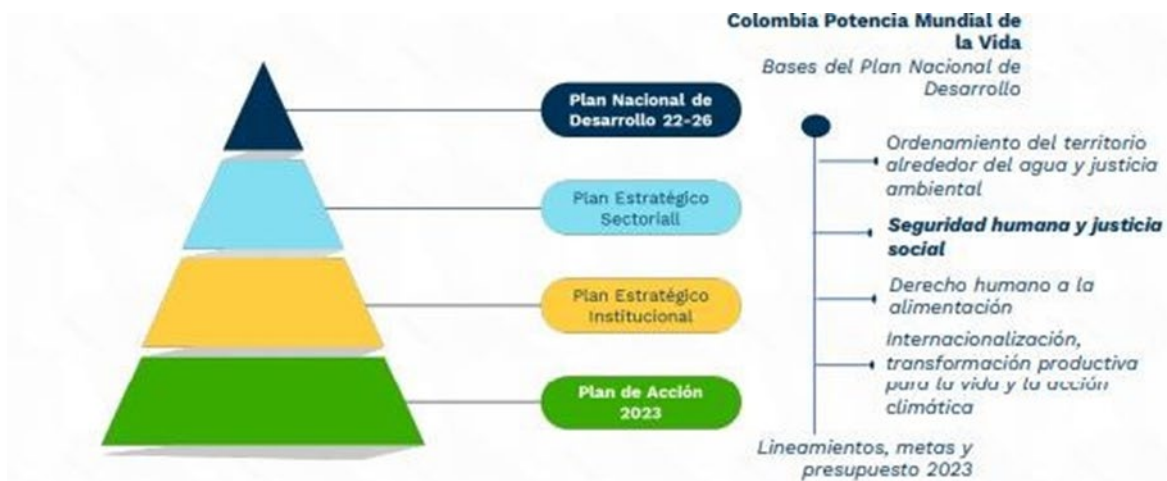 Plan Nacional de
Desarrollo 22-26
Plan Estratégico
Sectoriall
Plan Estratégico
Institucional
Plan de Acción
2023
Colombia Potencia Mundial de
la Vida
Bases del Plan Nacional de
Desarrollo
Ordenamiento del territorio
alrededor del agua y justicia
ambiental
Seguridad humana y justicia
social
Derecho humano a la
alimentación
Internacionalización,
transformación productiva
para la vida y la acción
climática
Lineamientos, metas y
presupuesto 2023